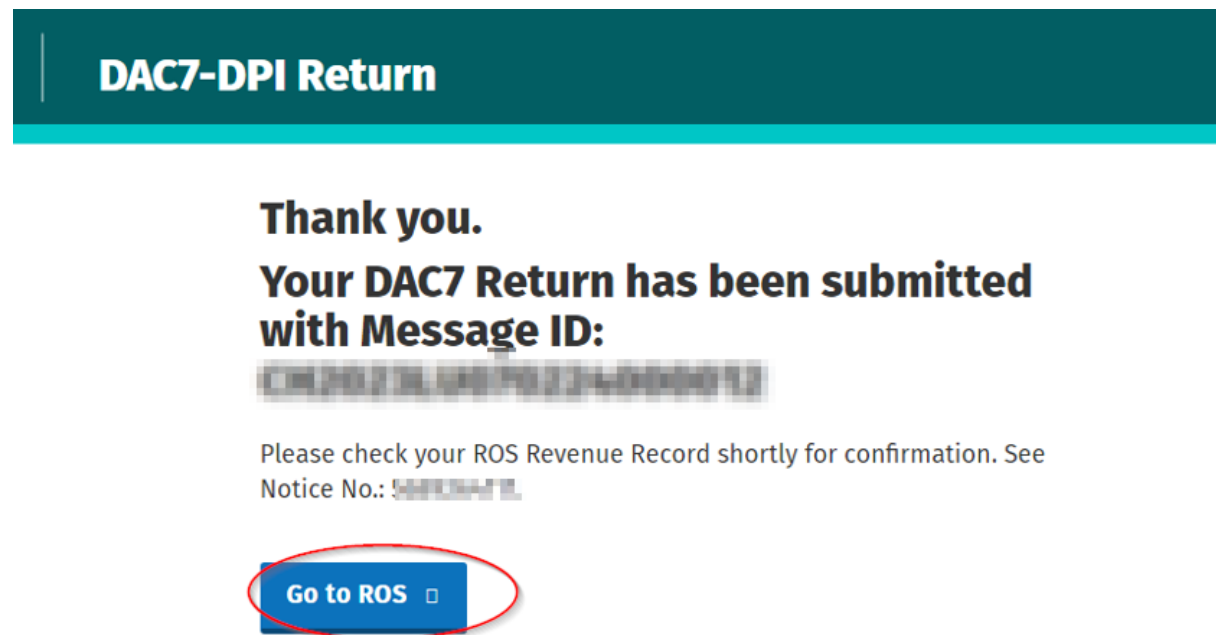 DAC7-DPI Return
Thank you.
Your DAC7 Return has been submitted
with Message ID:
Please check your ROS Revenue Record shortly for confirmation. See
Notice No.:
Go to ROS